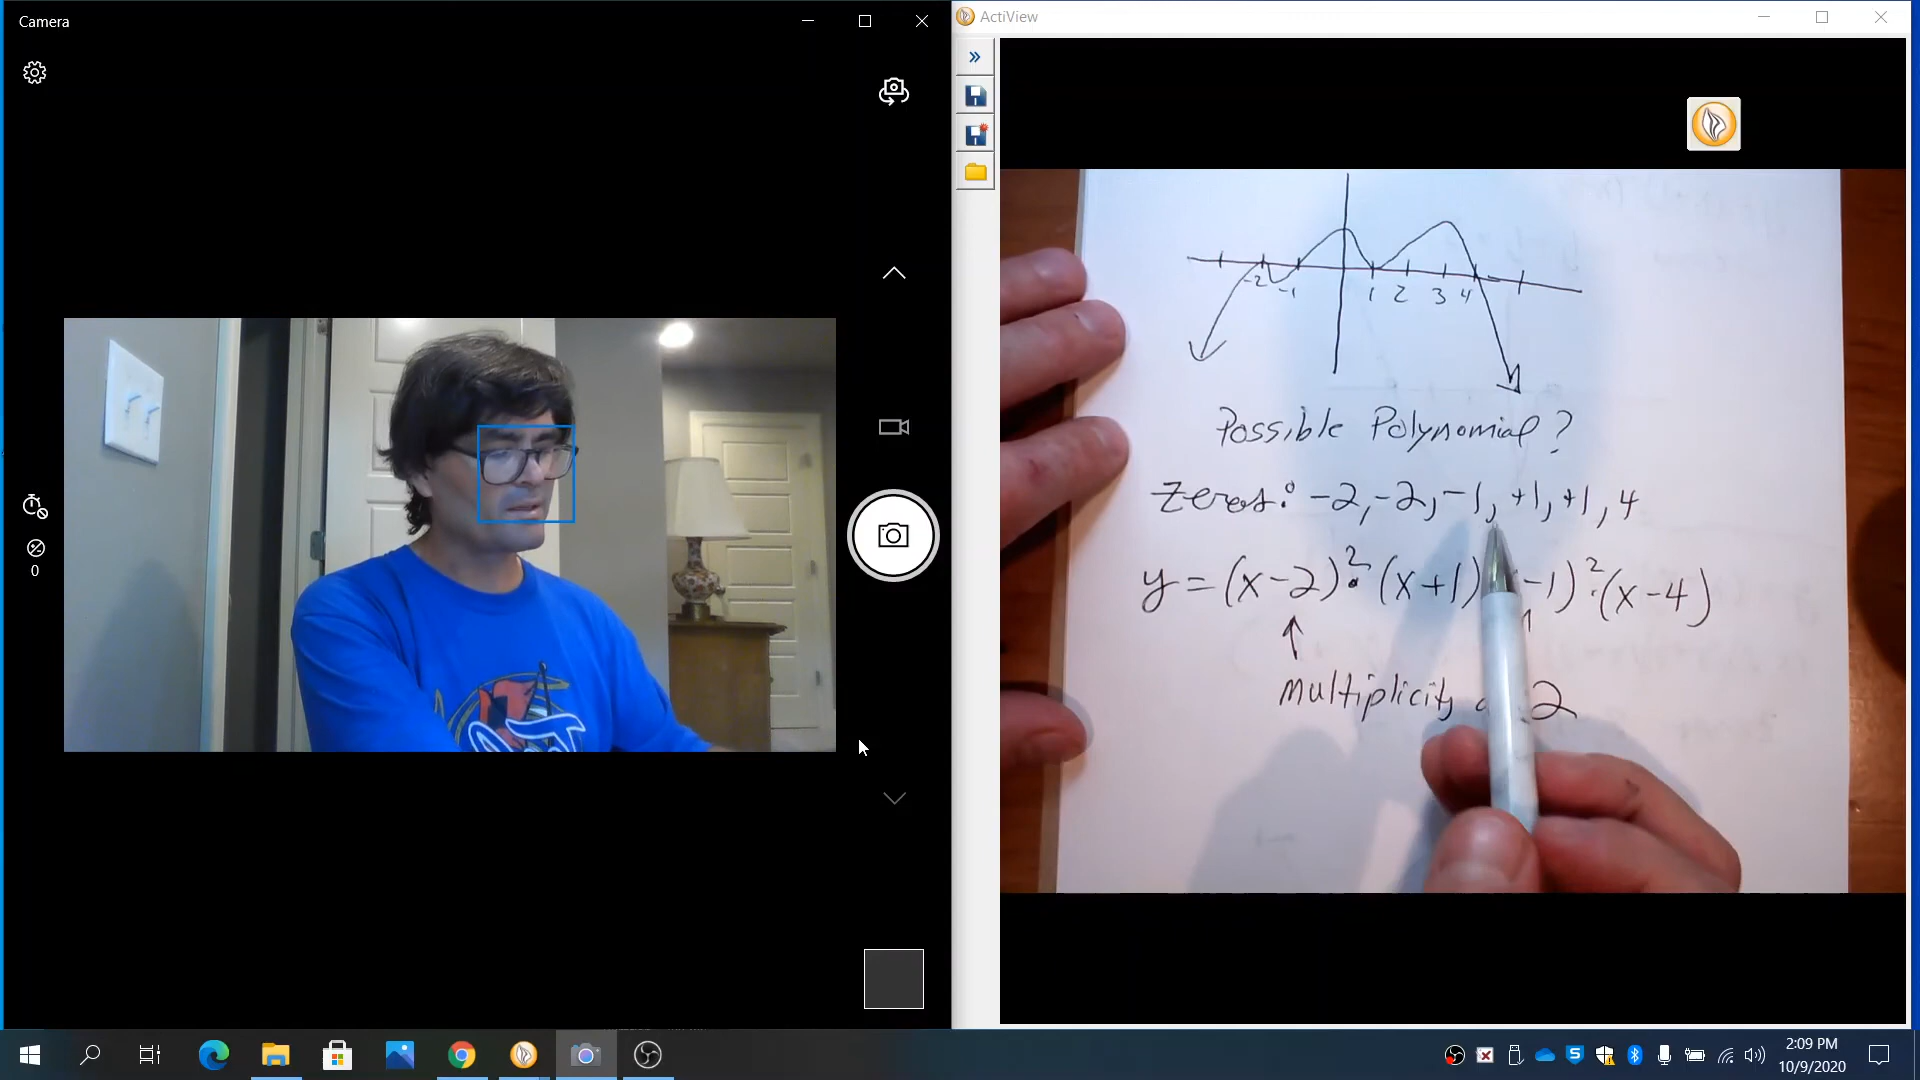 Camera
ActiView
0
-2 -1 1 2 3 4
Possible Polynomial ?
Zeros: -2, -2, -1, +1, +1, 4
y = (x-2)²·(x+1) -1)²·(x-4)
multiplicity 2
2:09 PM
10/9/2020